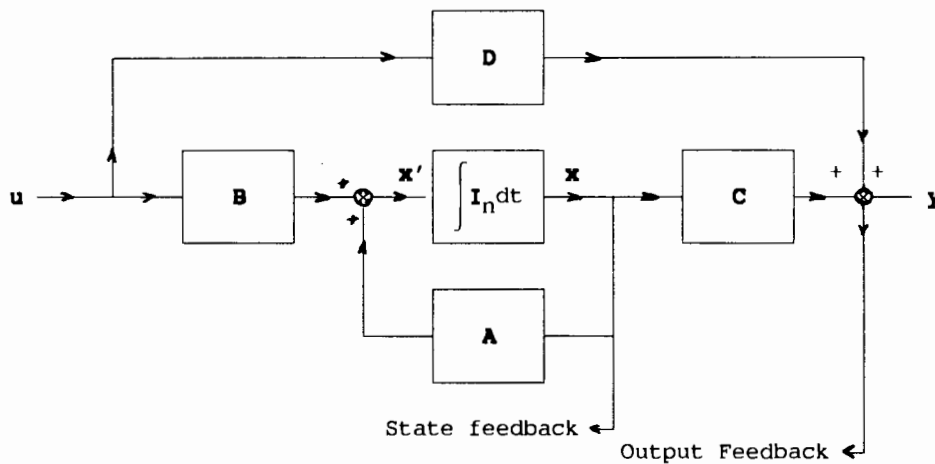 D
+ +
u
B
+
+
x'
∫ Iₙdt
x
C
y
A
State feedback
Output Feedback